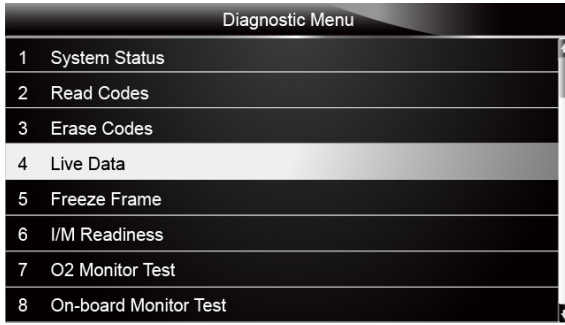 Diagnostic Menu
1 System Status
2 Read Codes
3 Erase Codes
4 Live Data
5 Freeze Frame
6 I/M Readiness
7 O2 Monitor Test
8 On-board Monitor Test